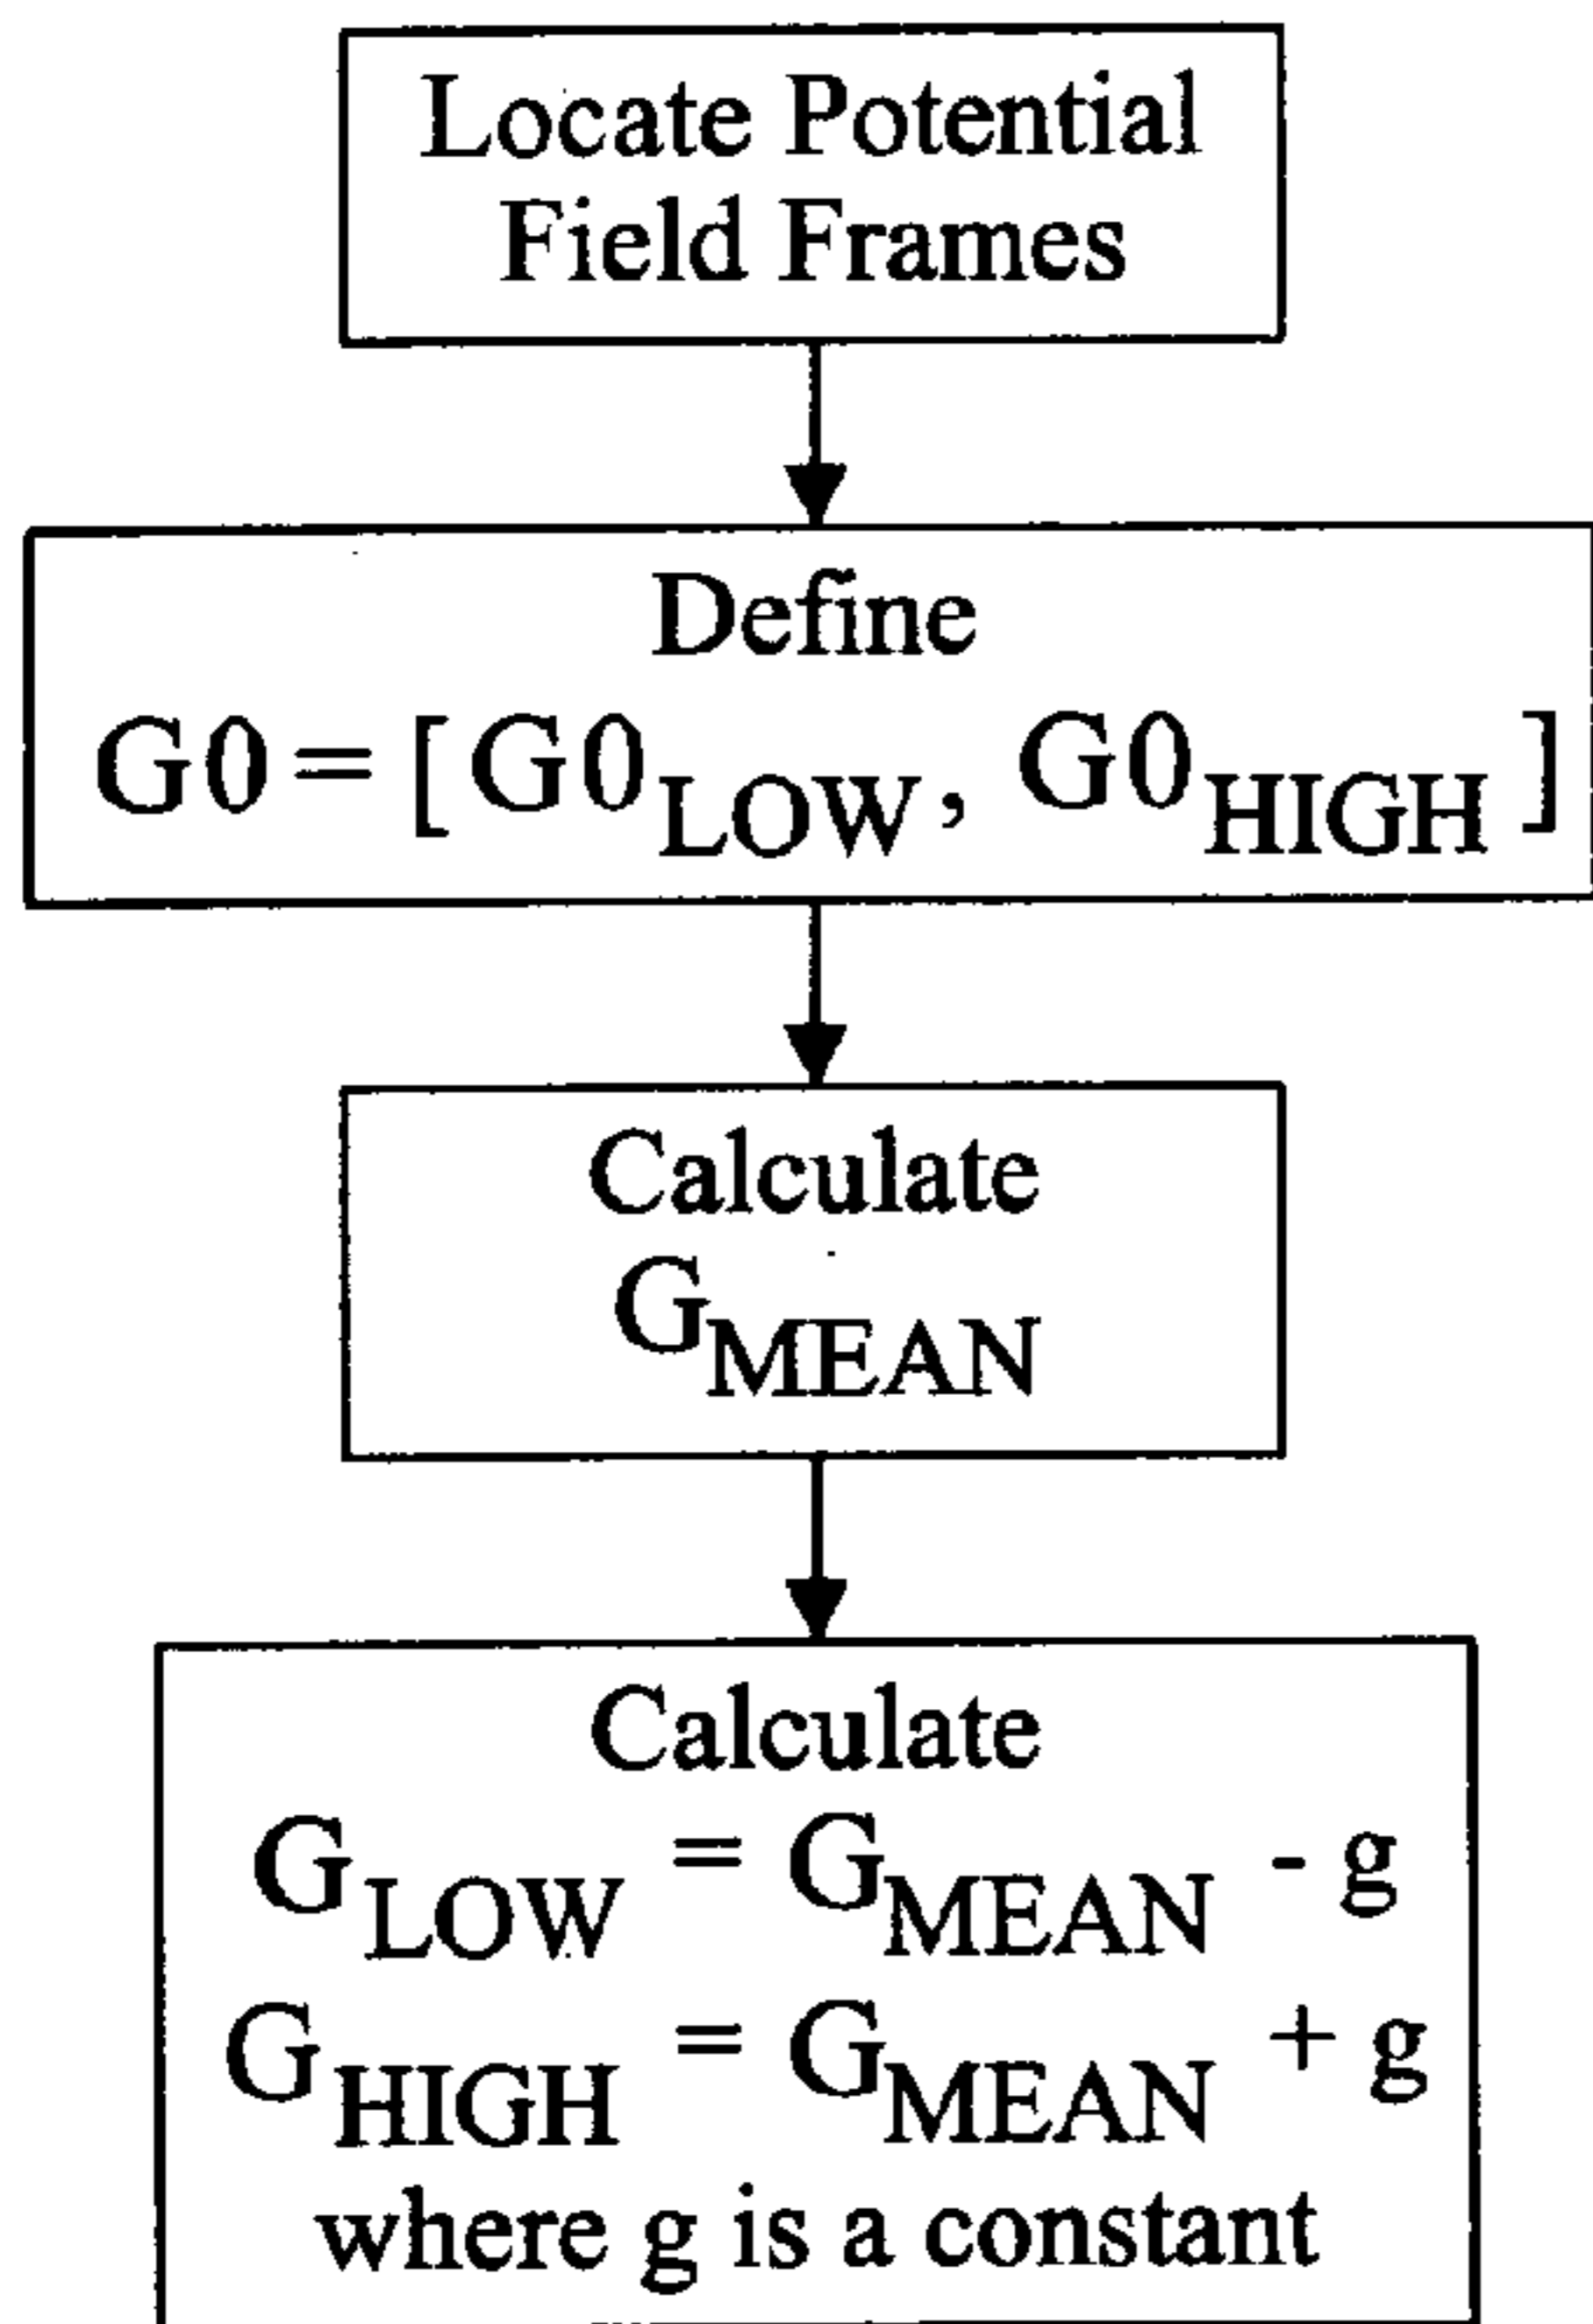 Locate Potential
Field Frames
Define
G0 = [ G0LOW, G0HIGH ]
Calculate
GMEAN
Calculate
GLOW = GMEAN - g
GHIGH = GMEAN + g
where g is a constant